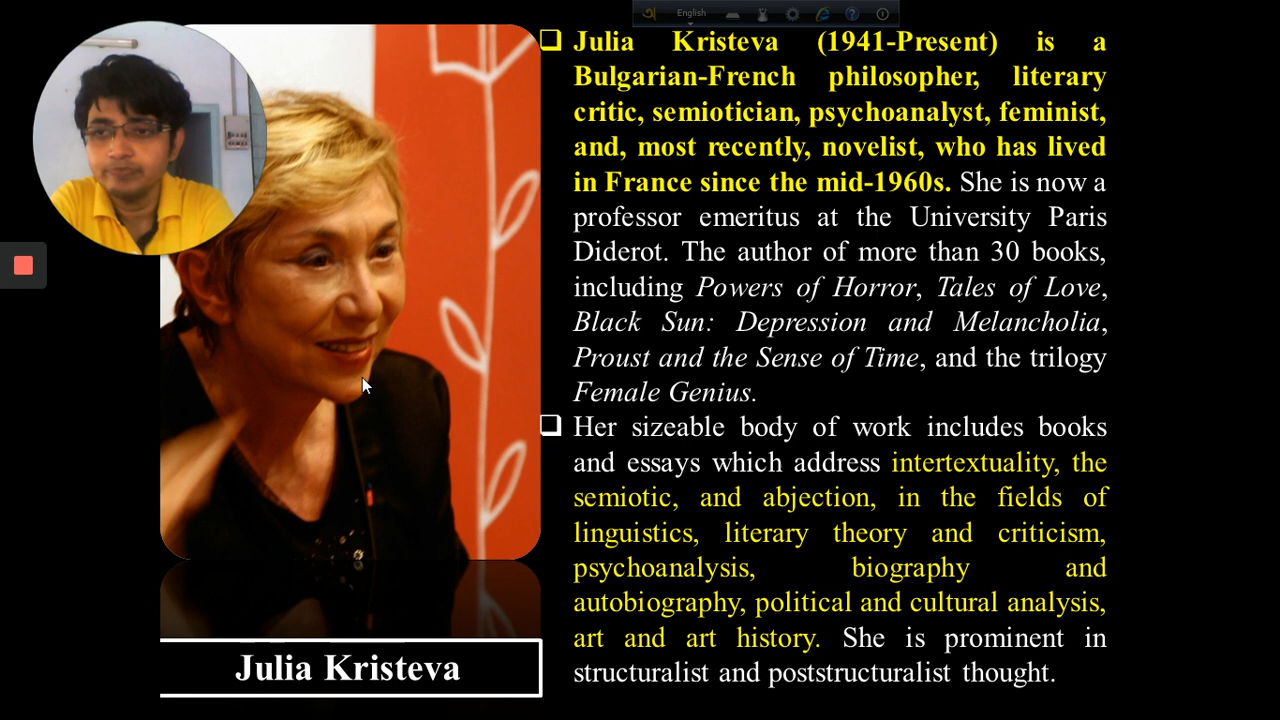 English
Julia Kristeva (1941-Present) is a
Bulgarian-French philosopher, literary
critic, semiotician, psychoanalyst, feminist,
and, most recently, novelist, who has lived
in France since the mid-1960s. She is now a
professor emeritus at the University Paris
Diderot. The author of more than 30 books,
including Powers of Horror, Tales of Love,
Black Sun: Depression and Melancholia,
Proust and the Sense of Time, and the trilogy
Female Genius.
Her sizeable body of work includes books
and essays which address intertextuality, the
semiotic, and abjection, in the fields of
linguistics, literary theory and criticism,
psychoanalysis, biography and
autobiography, political and cultural analysis,
art and art history. She is prominent in
structuralist and poststructuralist thought.
Julia Kristeva